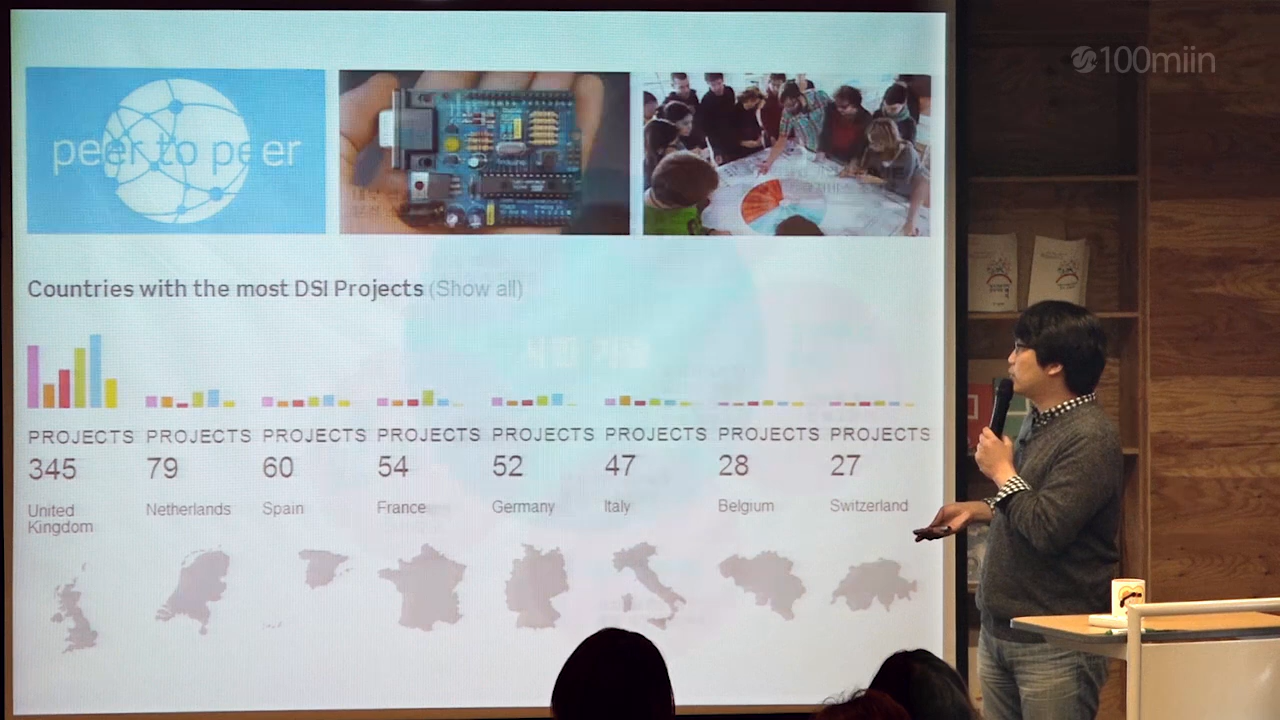 100miin
peer to peer
Countries with the most DSI Projects (Show all)
PROJECTS PROJECTS PROJECTS PROJECTS PROJECTS PROJECTS PROJECTS PROJECTS
345 79 60 54 52 47 28 27
United Kingdom Netherlands Spain France Germany Italy Belgium Switzerland